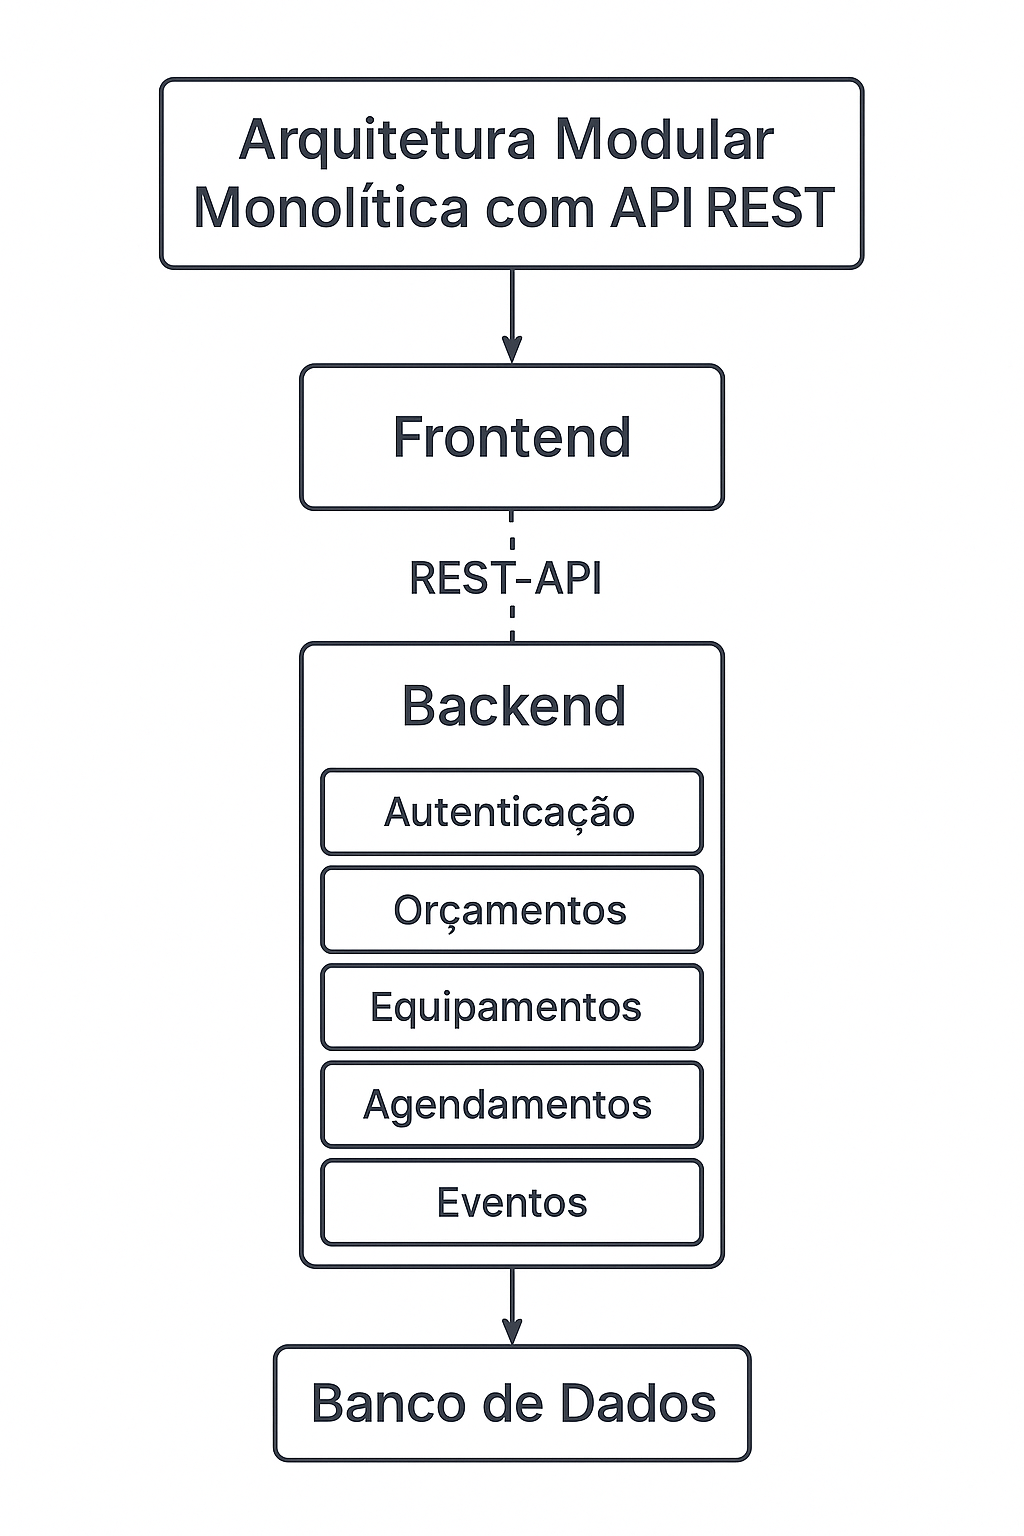 Arquitetura Modular
Monolítica com API REST
Frontend
REST-API
Backend
Autenticação
Orçamentos
Equipamentos
Agendamentos
Eventos
Banco de Dados